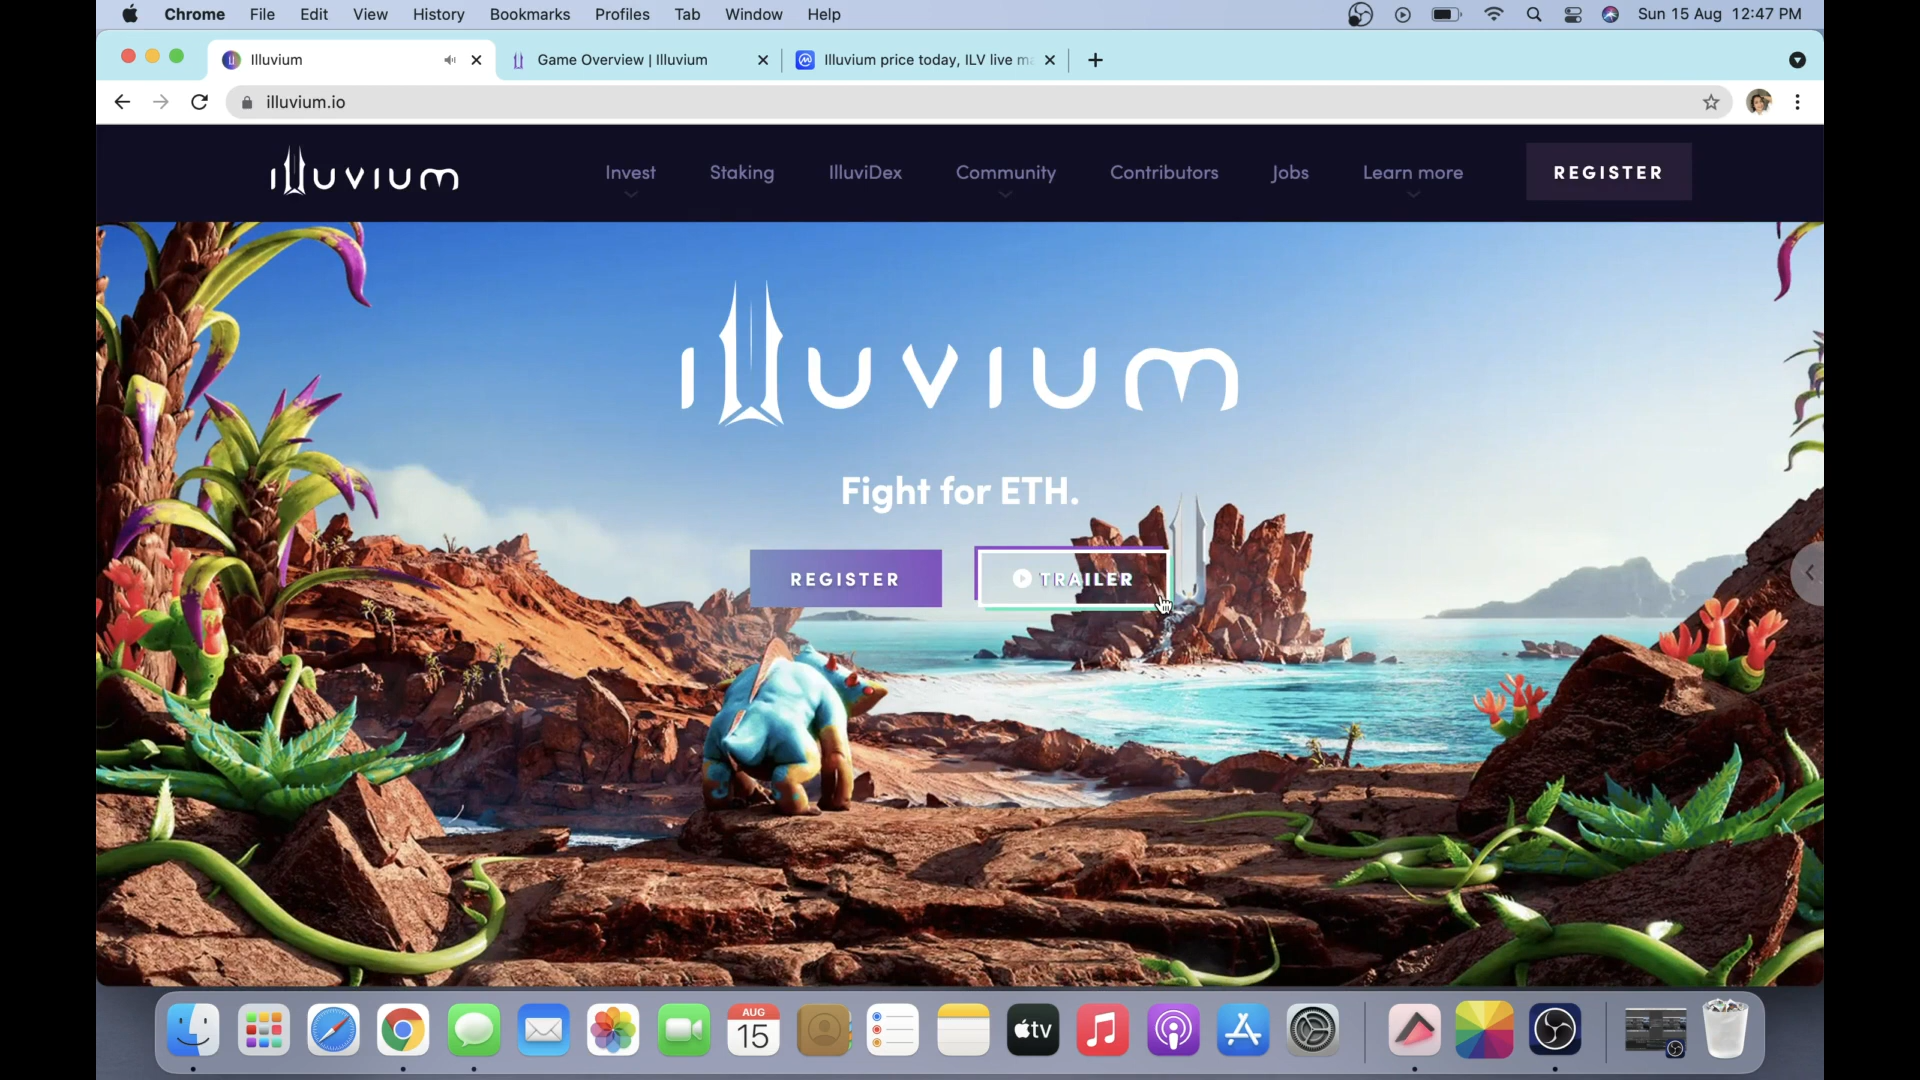 Chrome File Edit View History Bookmarks Profiles Tab Window Help Sun 15 Aug 12:47 PM
Illuvium Game Overview | Illuvium Illuvium price today, ILV live ma
illuvium.io
illuvium Invest Staking IlluviDex Community Contributors Jobs Learn more REGISTER
illuvium
Fight for ETH.
REGISTER TRAILER
AUG
15
tv